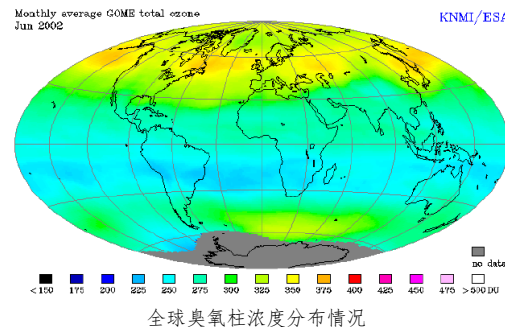 Monthly average GOME total ozone
Jun 2002
KNMI/ESA
no data
<150 175 200 225 250 275 300 325 350 375 400 425 450 475 >500 DU
全球臭氧柱浓度分布情况